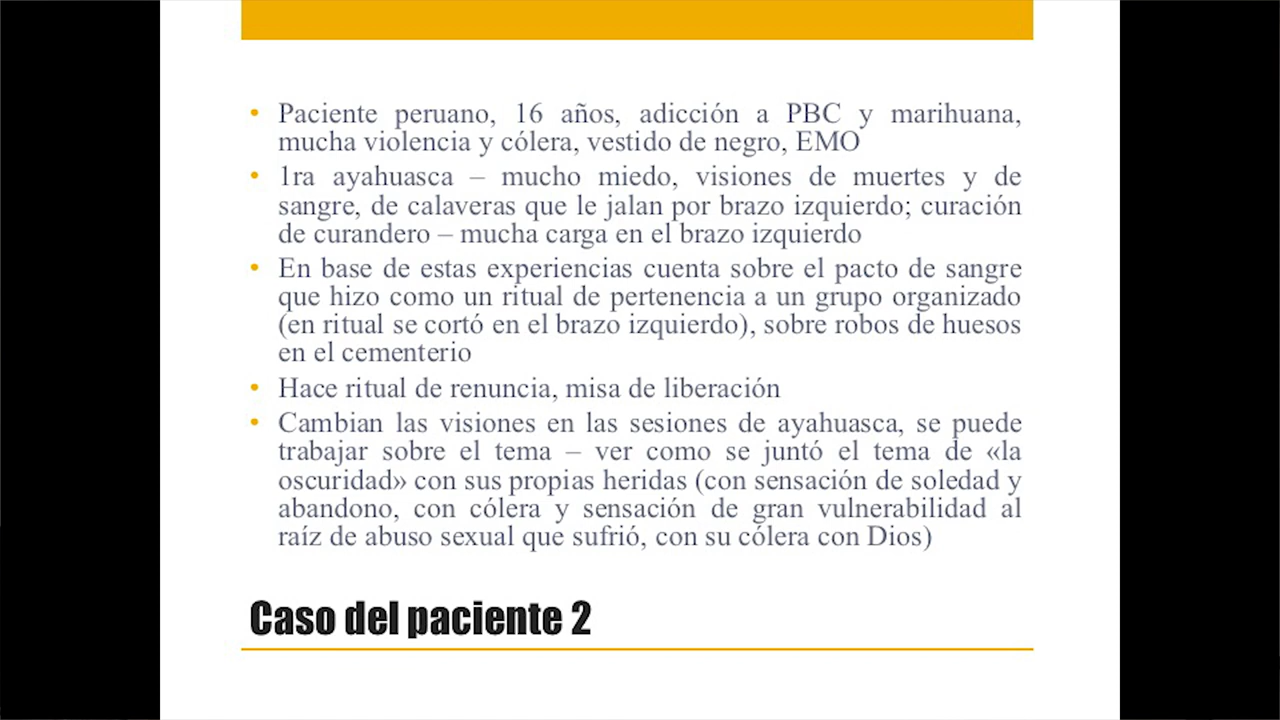 • Paciente peruano, 16 años, adicción a PBC y marihuana,
mucha violencia y cólera, vestido de negro, EMO
• 1ra ayahuasca – mucho miedo, visiones de muertes y de
sangre, de calaveras que le jalan por brazo izquierdo; curación
de curandero – mucha carga en el brazo izquierdo
• En base de estas experiencias cuenta sobre el pacto de sangre
que hizo como un ritual de pertenencia a un grupo organizado
(en ritual se cortó en el brazo izquierdo), sobre robos de huesos
en el cementerio
• Hace ritual de renuncia, misa de liberación
• Cambian las visiones en las sesiones de ayahuasca, se puede
trabajar sobre el tema – ver como se juntó el tema de «la
oscuridad» con sus propias heridas (con sensación de soledad y
abandono, con cólera y sensación de gran vulnerabilidad al
raíz de abuso sexual que sufrió, con su cólera con Dios)
Caso del paciente 2